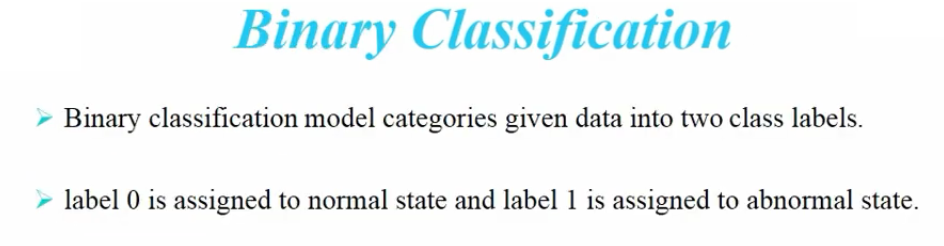 Binary Classification
Binary classification model categories given data into two class labels.
label 0 is assigned to normal state and label 1 is assigned to abnormal state.